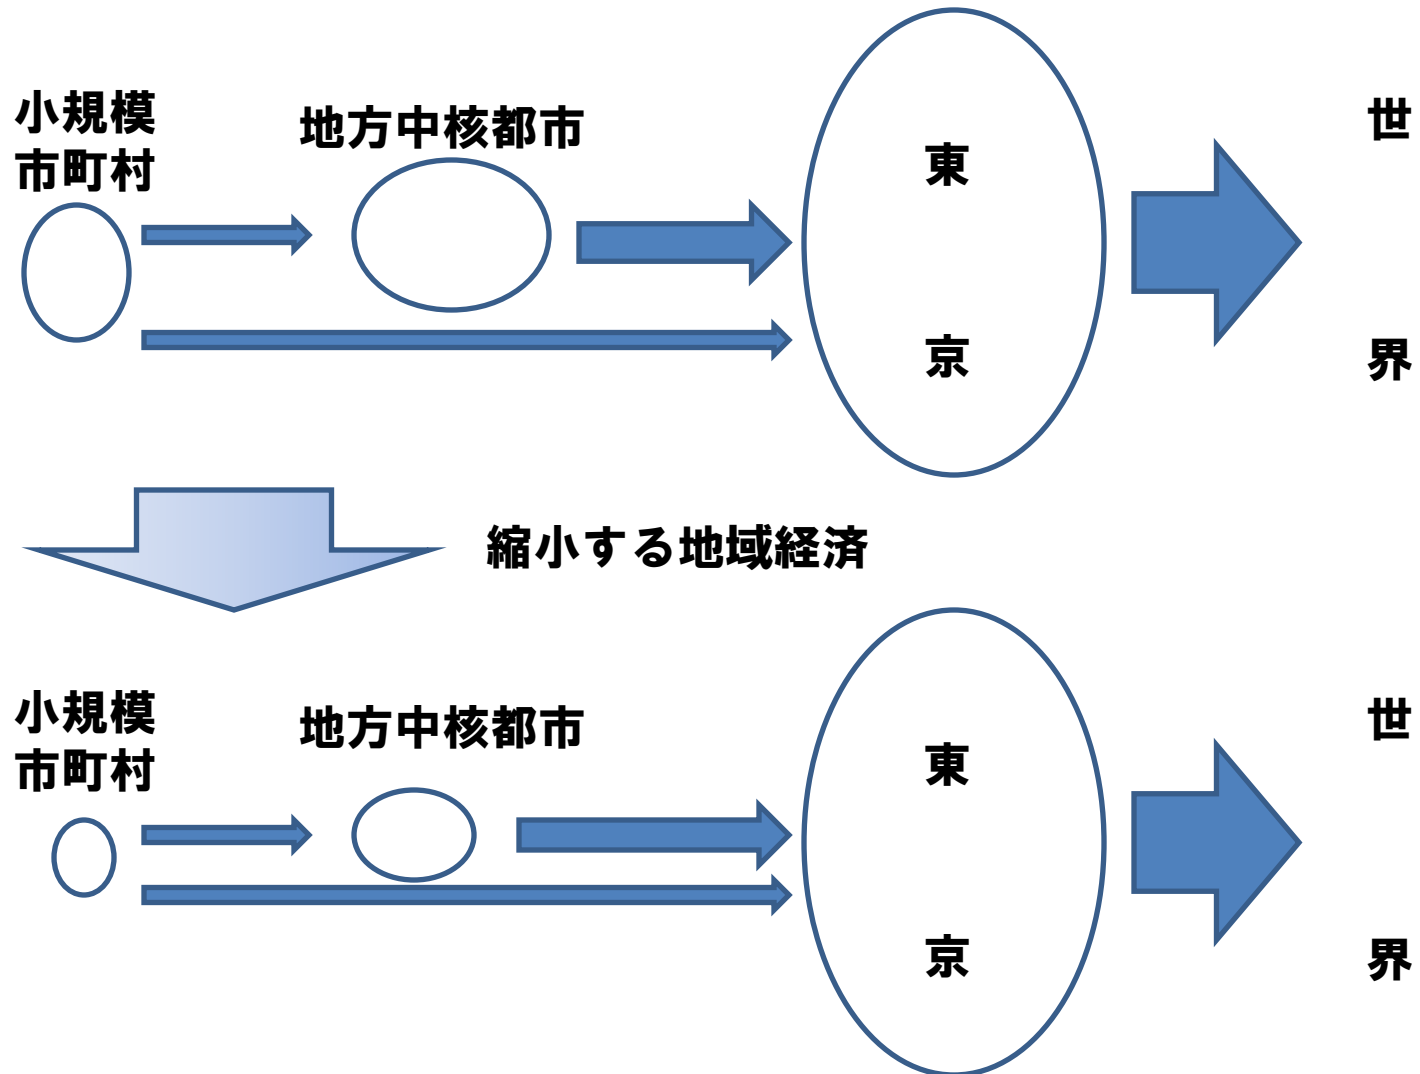 小規模
市町村
地方中核都市
東
京
世
界
縮小する地域経済
小規模
市町村
地方中核都市
東
京
世
界